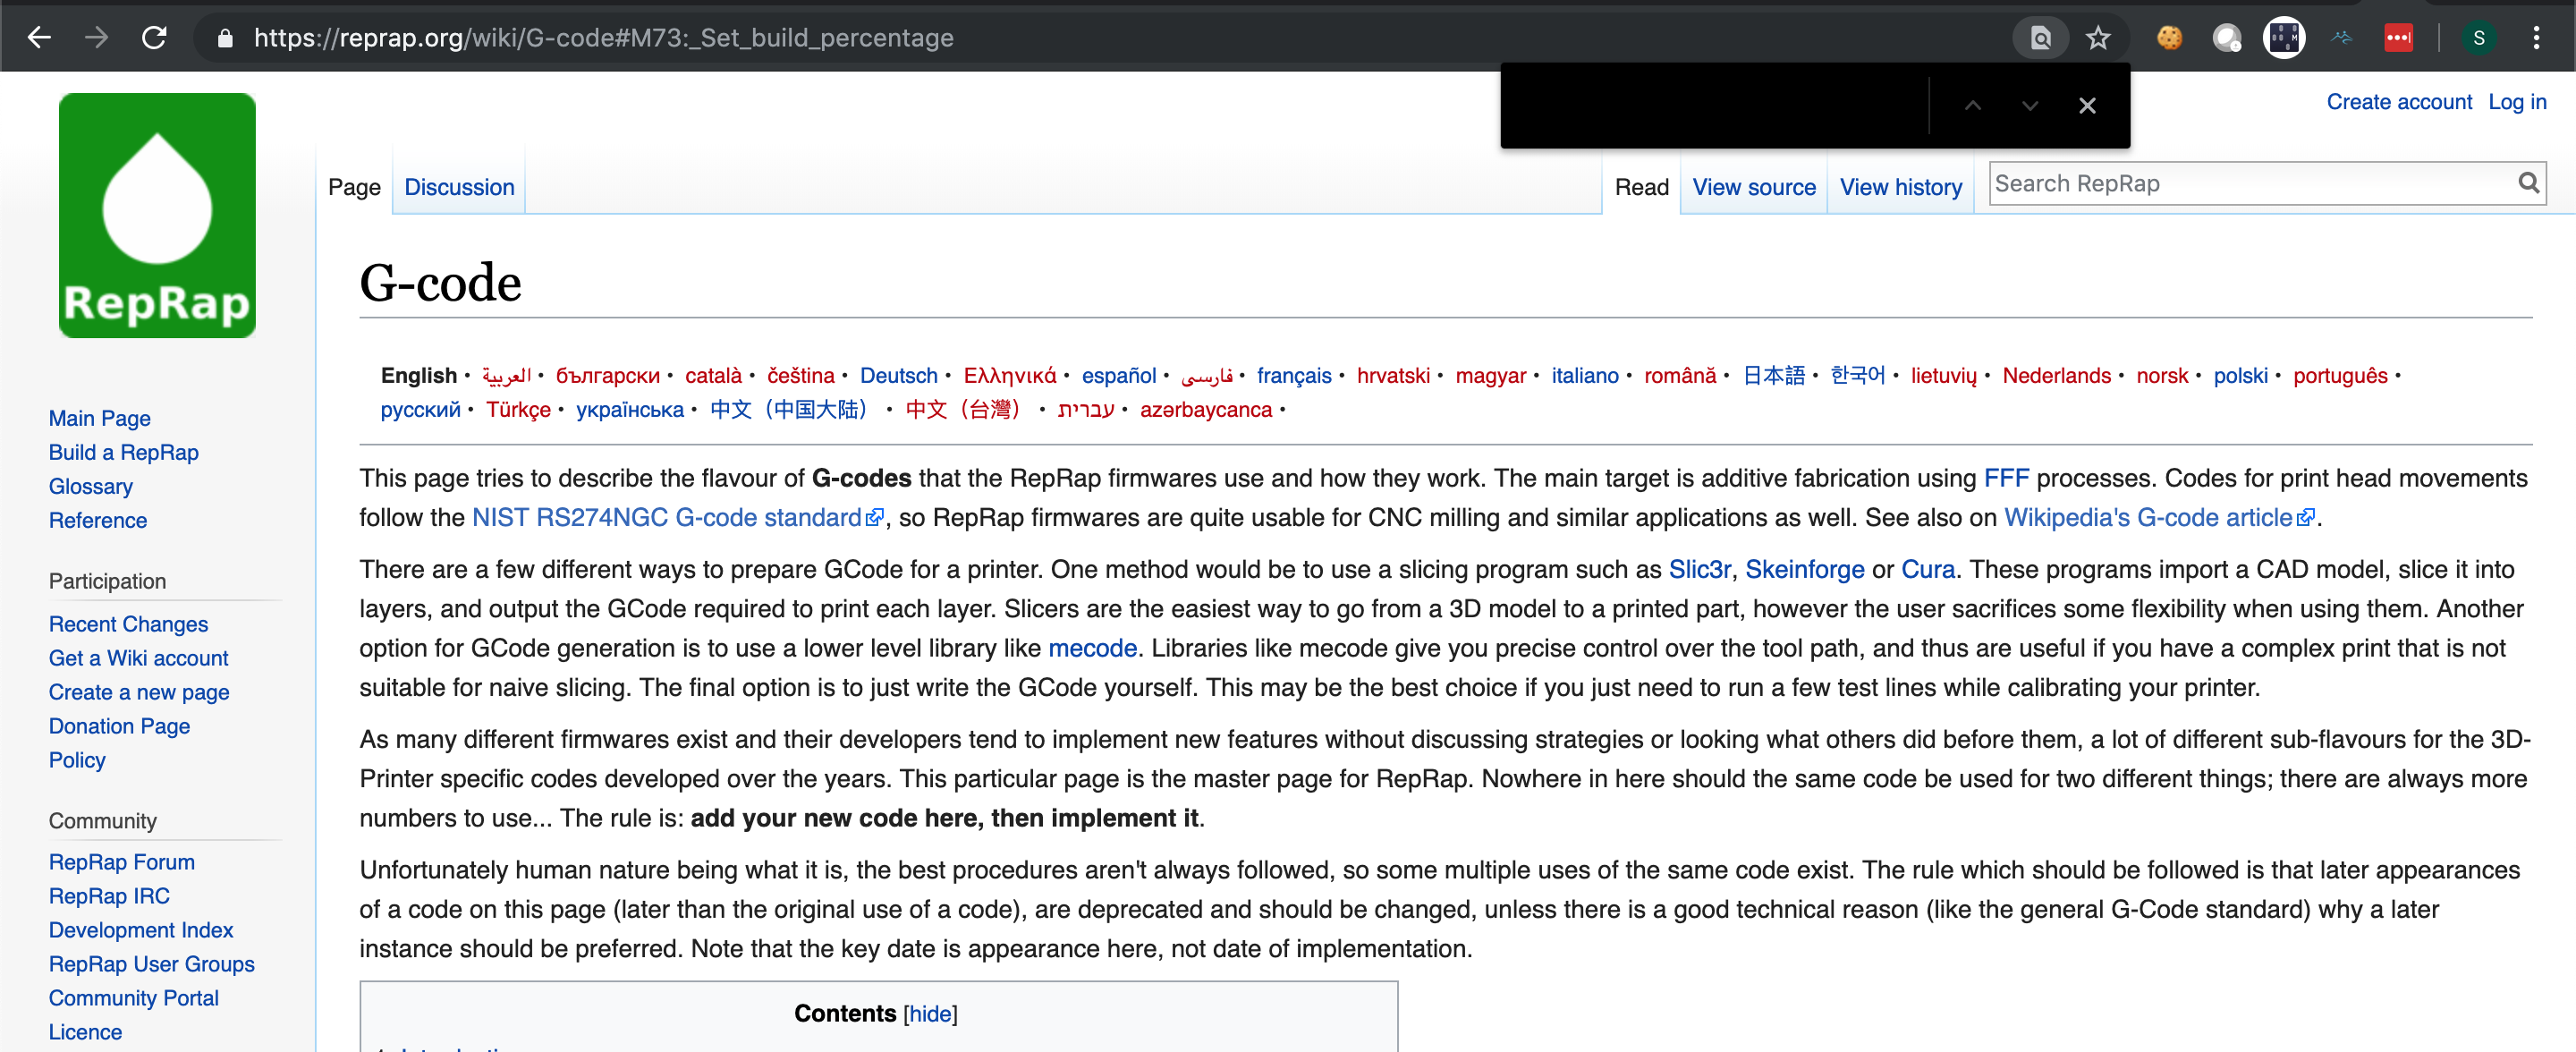 https://reprap.org/wiki/G-code#M73:_Set_build_percentage
S
Create account Log in
RepRap
Page Discussion
Read View source View history Search RepRap
G-code
English • العربية • български • català • čeština • Deutsch • Ελληνικά • español • فارسی • français • hrvatski • magyar • italiano • română • 日本語 • 한국어 • lietuvių • Nederlands • norsk • polski • português •
русский • Türkçe • українська • 中文（中国大陆） • 中文（台灣） • עברית • azərbaycanca •
Main Page
Build a RepRap
Glossary
Reference
Participation
Recent Changes
Get a Wiki account
Create a new page
Donation Page
Policy
Community
RepRap Forum
RepRap IRC
Development Index
RepRap User Groups
Community Portal
Licence
This page tries to describe the flavour of G-codes that the RepRap firmwares use and how they work. The main target is additive fabrication using FFF processes. Codes for print head movements
follow the NIST RS274NGC G-code standard, so RepRap firmwares are quite usable for CNC milling and similar applications as well. See also on Wikipedia's G-code article.
There are a few different ways to prepare GCode for a printer. One method would be to use a slicing program such as Slic3r, Skeinforge or Cura. These programs import a CAD model, slice it into
layers, and output the GCode required to print each layer. Slicers are the easiest way to go from a 3D model to a printed part, however the user sacrifices some flexibility when using them. Another
option for GCode generation is to use a lower level library like mecode. Libraries like mecode give you precise control over the tool path, and thus are useful if you have a complex print that is not
suitable for naive slicing. The final option is to just write the GCode yourself. This may be the best choice if you just need to run a few test lines while calibrating your printer.
As many different firmwares exist and their developers tend to implement new features without discussing strategies or looking what others did before them, a lot of different sub-flavours for the 3D-
Printer specific codes developed over the years. This particular page is the master page for RepRap. Nowhere in here should the same code be used for two different things; there are always more
numbers to use... The rule is: add your new code here, then implement it.
Unfortunately human nature being what it is, the best procedures aren't always followed, so some multiple uses of the same code exist. The rule which should be followed is that later appearances
of a code on this page (later than the original use of a code), are deprecated and should be changed, unless there is a good technical reason (like the general G-Code standard) why a later
instance should be preferred. Note that the key date is appearance here, not date of implementation.
Contents [hide]